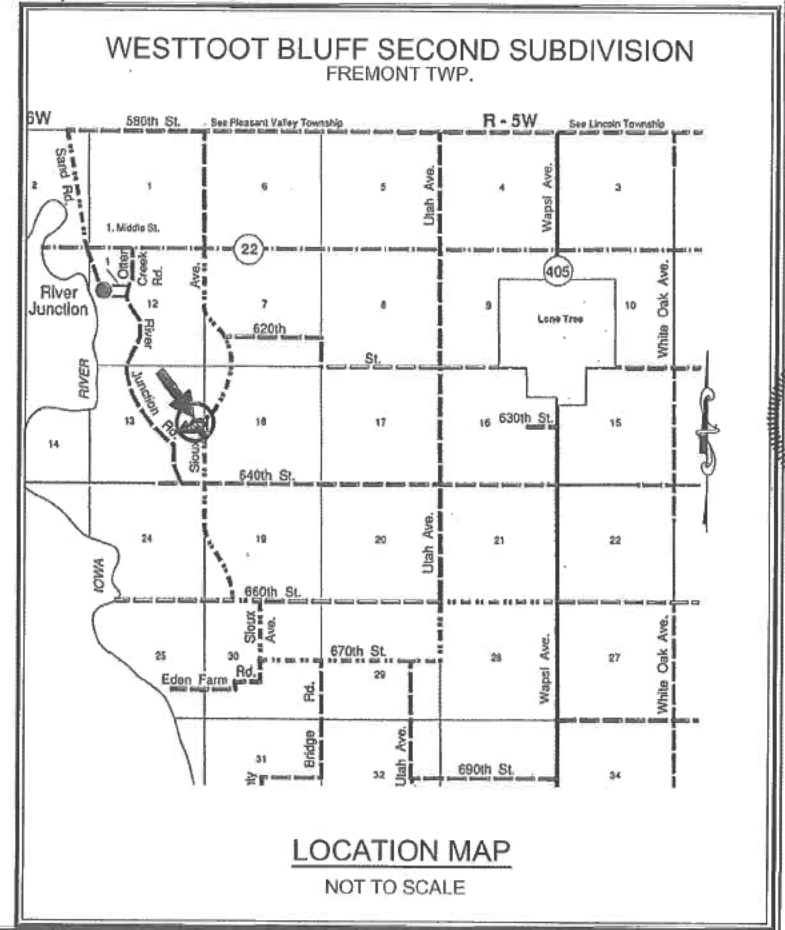 WESTTOOT BLUFF SECOND SUBDIVISION
FREMONT TWP.
6W
580th St.
See Pleasant Valley Township
R - 5W
See Lincoln Township
Sand Rd.
2
1
6
5
Utah Ave.
4
Wapsi Ave.
3
1. Middle St.
22
Otter
Creek
Rd.
1
Ave.
405
River
Junction
12
7
8
9
Lone Tree
10
White Oak Ave.
River
620th
St.
RIVER
Junction Rd.
13
18
17
16
630th St.
15
14
Sioux
640th St.
24
19
20
Utah Ave.
21
22
IOWA
660th St.
Sioux
Ave.
25
30
670th St.
29
28
Wapsi Ave.
27
White Oak Ave.
Eden Farm
Rd.
Bridge
Rd.
31
32
Utah Ave.
690th St.
34
nty
LOCATION MAP
NOT TO SCALE